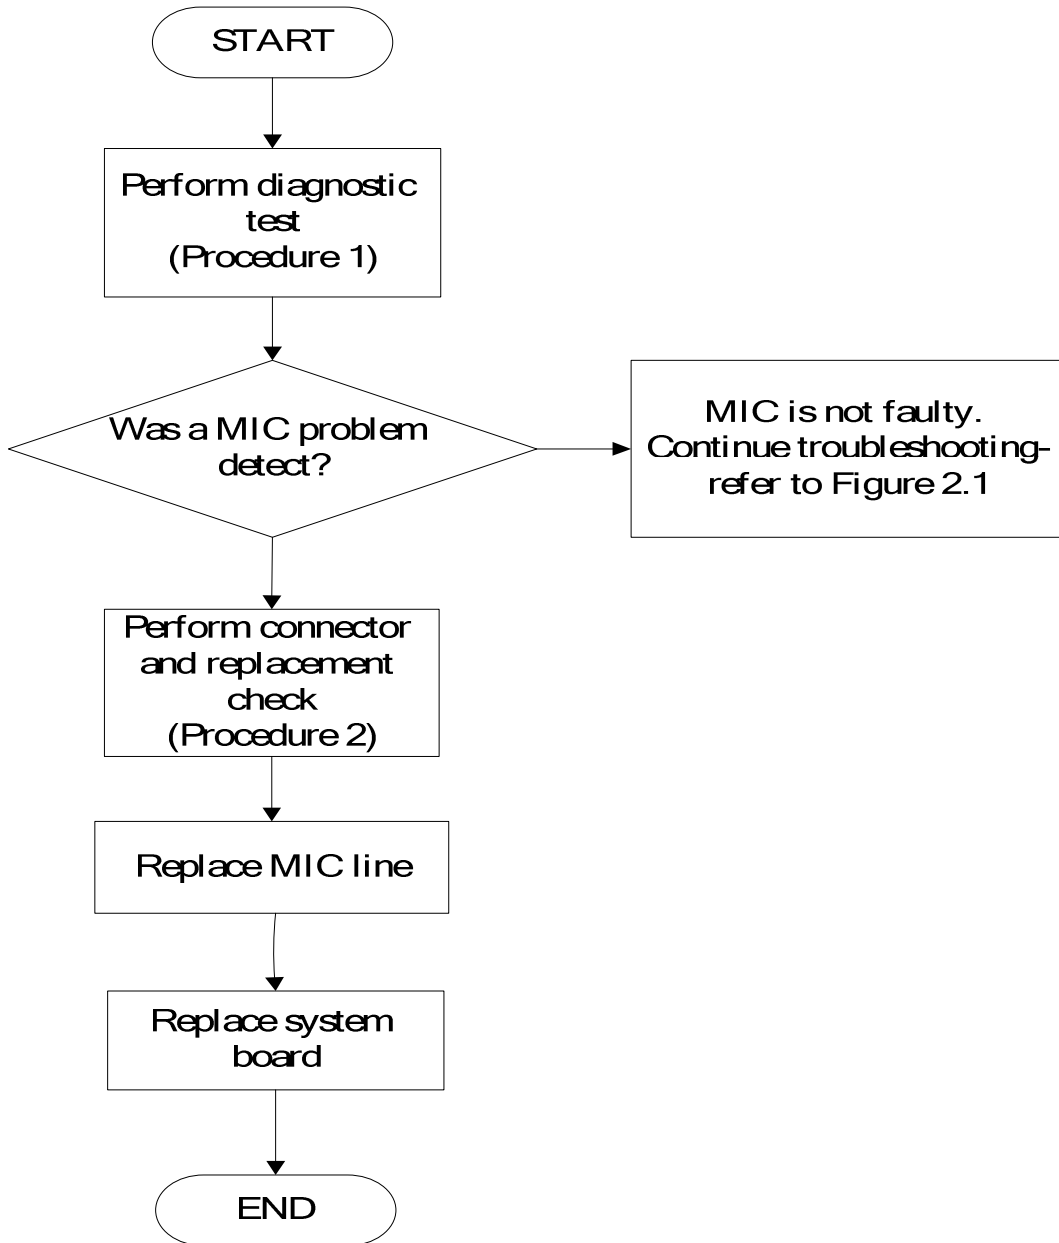 START
Perform diagnostic
test
(Procedure 1)
Was a MIC problem
detect?
MIC is not faulty.
Continue troubleshooting-
refer to Figure 2.1
Perform connector
and replacement
check
(Procedure 2)
Replace MIC line
Replace system
board
END